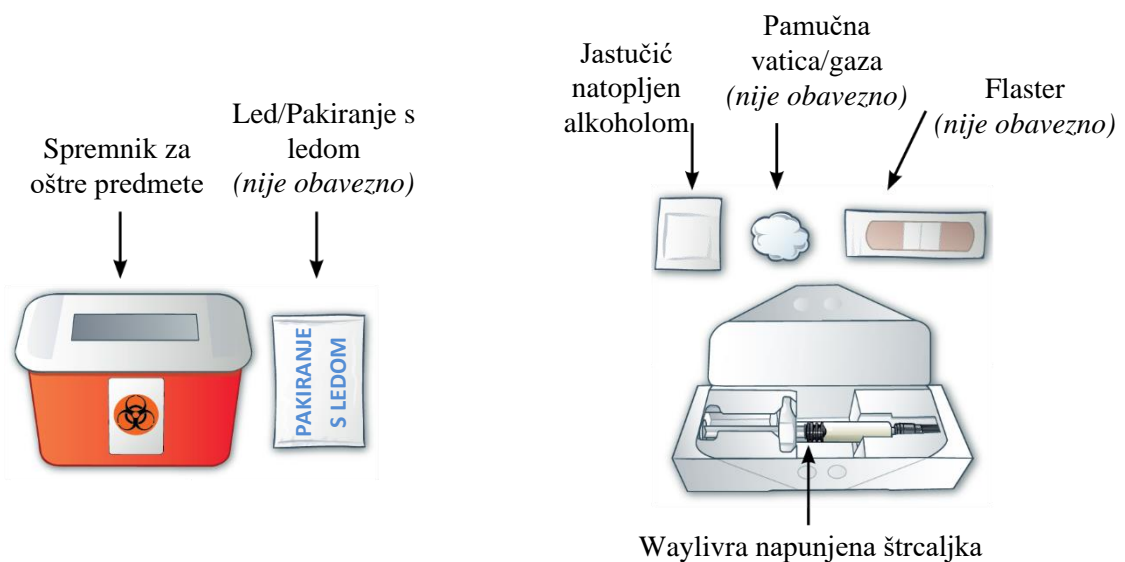 Spremnik za
oštre predmete
Led/Pakiranje s
ledom
(nije obavezno)
PAKIRANJE
S LEDOM
Jastučić
natopljen
alkoholom
Pamučna
vatica/gaza
(nije obavezno)
Flaster
(nije obavezno)
Waylivra napunjena štrcaljka